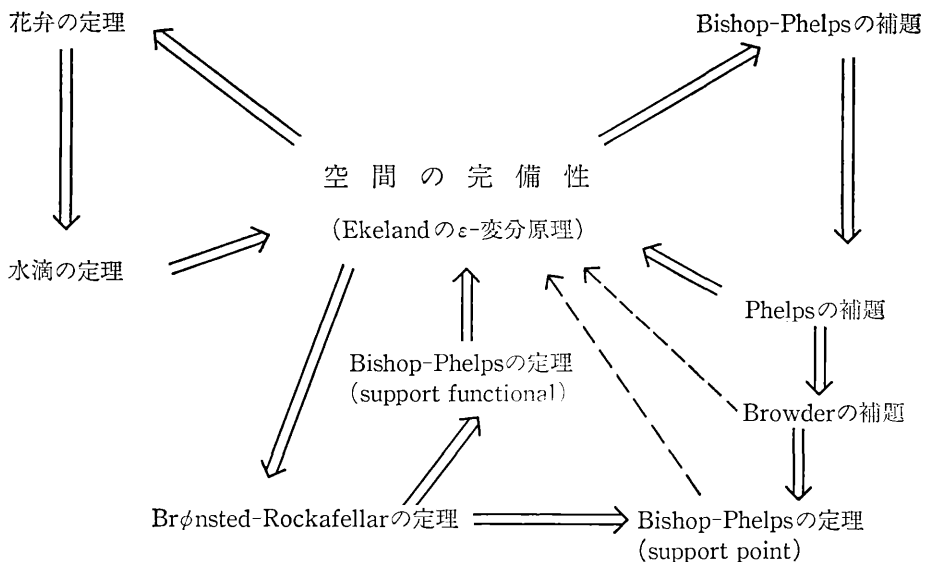 花弁の定理
Bishop-Phelpsの補題
空間の完備性
(Ekelandのε-変分原理)
水滴の定理
Phelpsの補題
Bishop-Phelpsの定理
(support functional)
Browderの補題
Brφnsted-Rockafellarの定理
Bishop-Phelpsの定理
(support point)